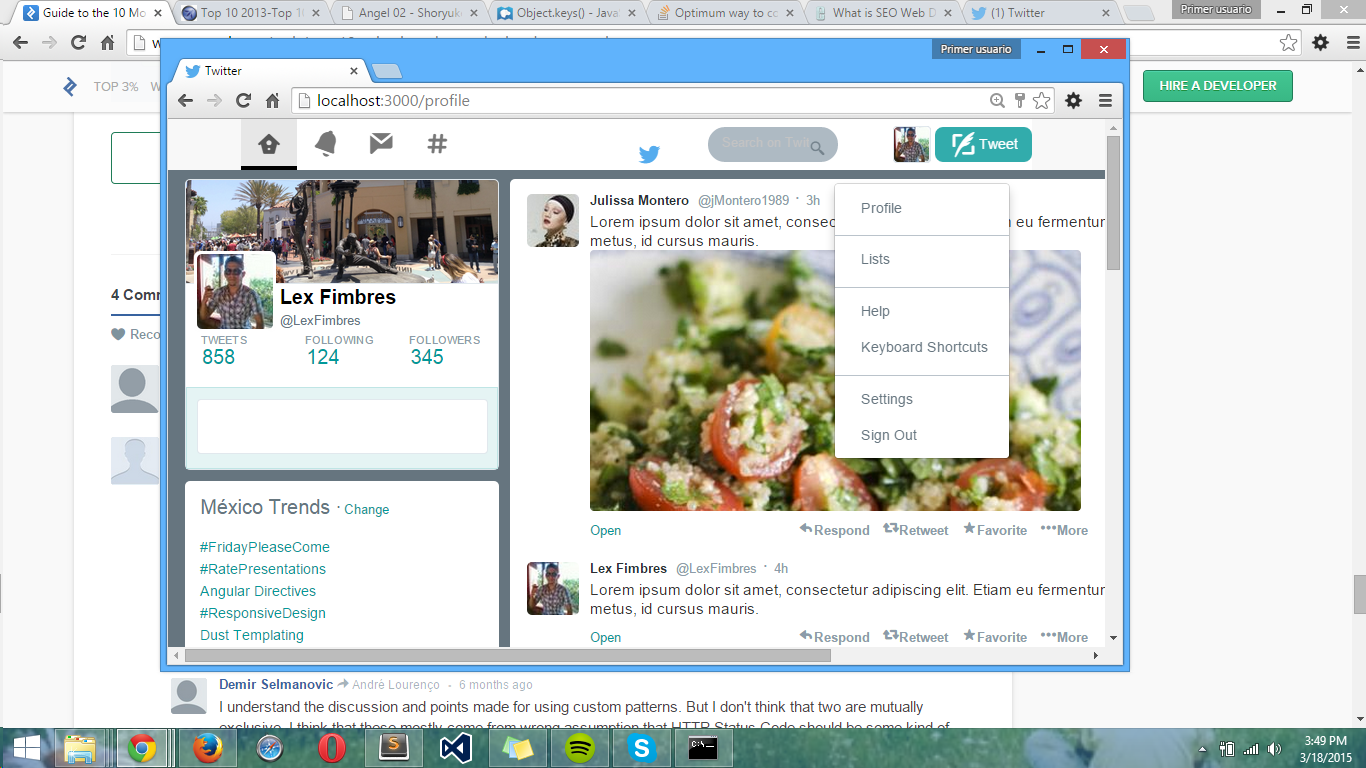 Guide to the 10 Mo
Top 10 2013-Top 1
Angel 02 - Shoryuk
Object.keys() - Java
Optimum way to cc
What is SEO Web D
(1) Twitter
Primer usuario
Primer usuario
Twitter
localhost:3000/profile
TOP 3% W
HIRE A DEVELOPER
Search on Twit
Tweet
Lex Fimbres
@LexFimbres
TWEETS FOLLOWING FOLLOWERS
858 124 345
México Trends · Change
#FridayPleaseCome
#RatePresentations
Angular Directives
#ResponsiveDesign
Dust Templating
Julissa Montero @jMontero1989 · 3h
Lorem ipsum dolor sit amet, consec m eu fermentur
metus, id cursus mauris.
Profile
Lists
Help
Keyboard Shortcuts
Settings
Sign Out
Open Respond Retweet Favorite More
Lex Fimbres @LexFimbres · 4h
Lorem ipsum dolor sit amet, consectetur adipiscing elit. Etiam eu fermentur
metus, id cursus mauris.
Open Respond Retweet Favorite More
4 Comm
Reco
Demir Selmanovic André Lourenço · 6 months ago
I understand the discussion and points made for using custom patterns. But I don't think that two are mutually
exclusive. I think that these mostly come from wrong assumption that HTTP Status Code should be some kind of
3:49 PM
3/18/2015